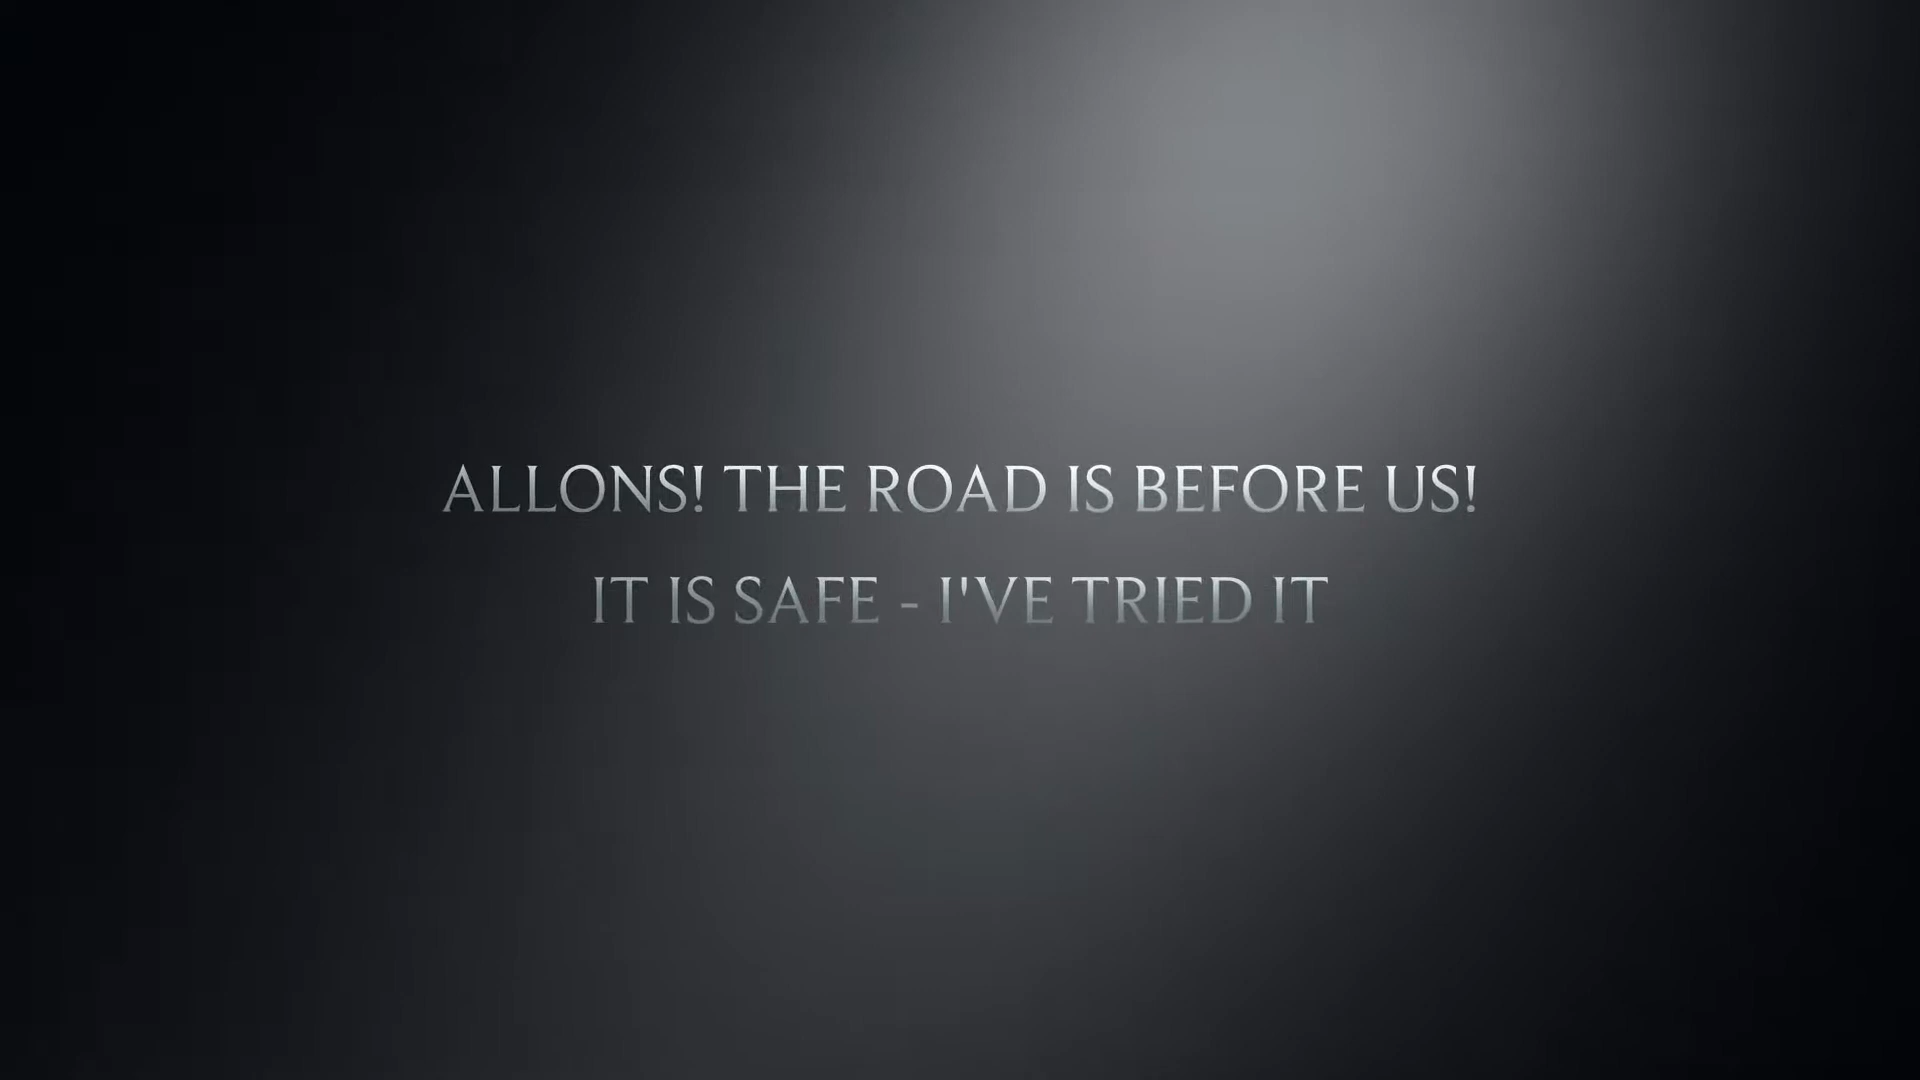 ALLONS! THE ROAD IS BEFORE US!
IT IS SAFE - I'VE TRIED IT